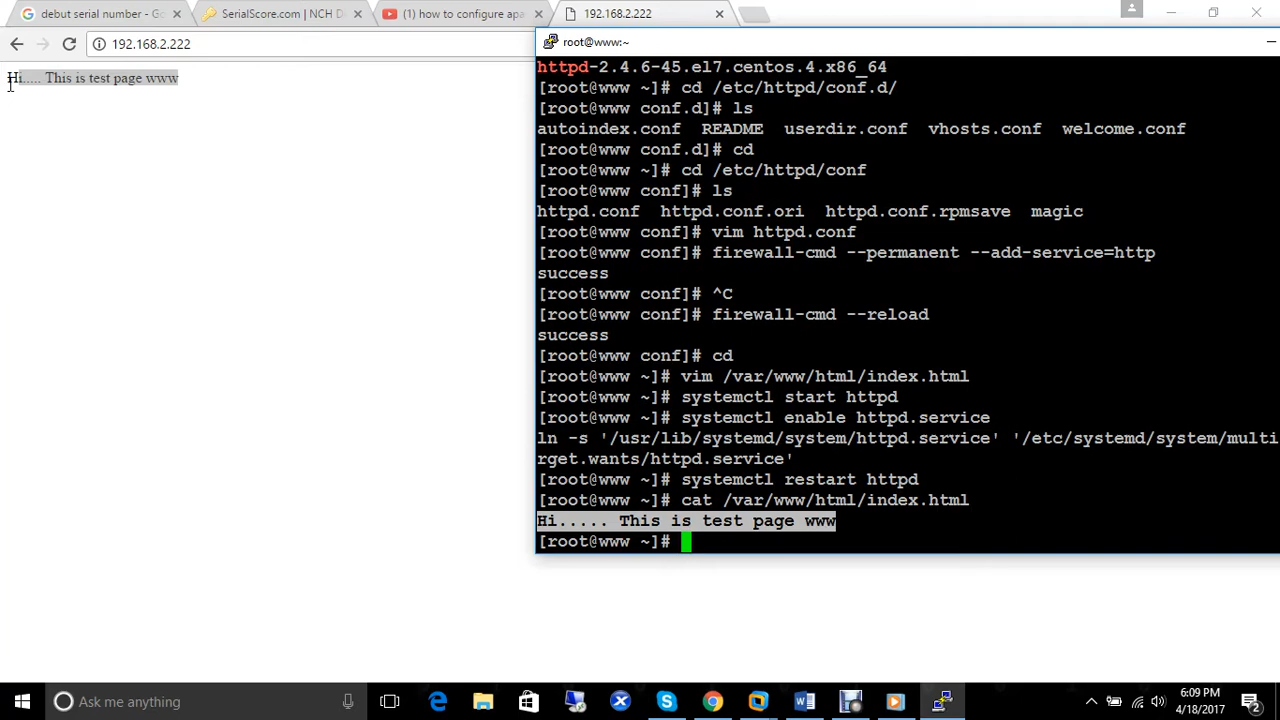 debut serial number - Go
SerialScore.com | NCH D
(1) how to configure apa
192.168.2.222
192.168.2.222
Hi..... This is test page www
root@www:~
httpd-2.4.6-45.el7.centos.4.x86_64
[root@www ~]# cd /etc/httpd/conf.d/
[root@www conf.d]# ls
autoindex.conf  README  userdir.conf  vhosts.conf  welcome.conf
[root@www conf.d]# cd
[root@www ~]# cd /etc/httpd/conf
[root@www conf]# ls
httpd.conf  httpd.conf.ori  httpd.conf.rpmsave  magic
[root@www conf]# vim httpd.conf
[root@www conf]# firewall-cmd --permanent --add-service=http
success
[root@www conf]# ^C
[root@www conf]# firewall-cmd --reload
success
[root@www conf]# cd
[root@www ~]# vim /var/www/html/index.html
[root@www ~]# systemctl start httpd
[root@www ~]# systemctl enable httpd.service
ln -s '/usr/lib/systemd/system/httpd.service' '/etc/systemd/system/multi
rget.wants/httpd.service'
[root@www ~]# systemctl restart httpd
[root@www ~]# cat /var/www/html/index.html
Hi..... This is test page www
[root@www ~]#
Ask me anything
6:09 PM
4/18/2017
2